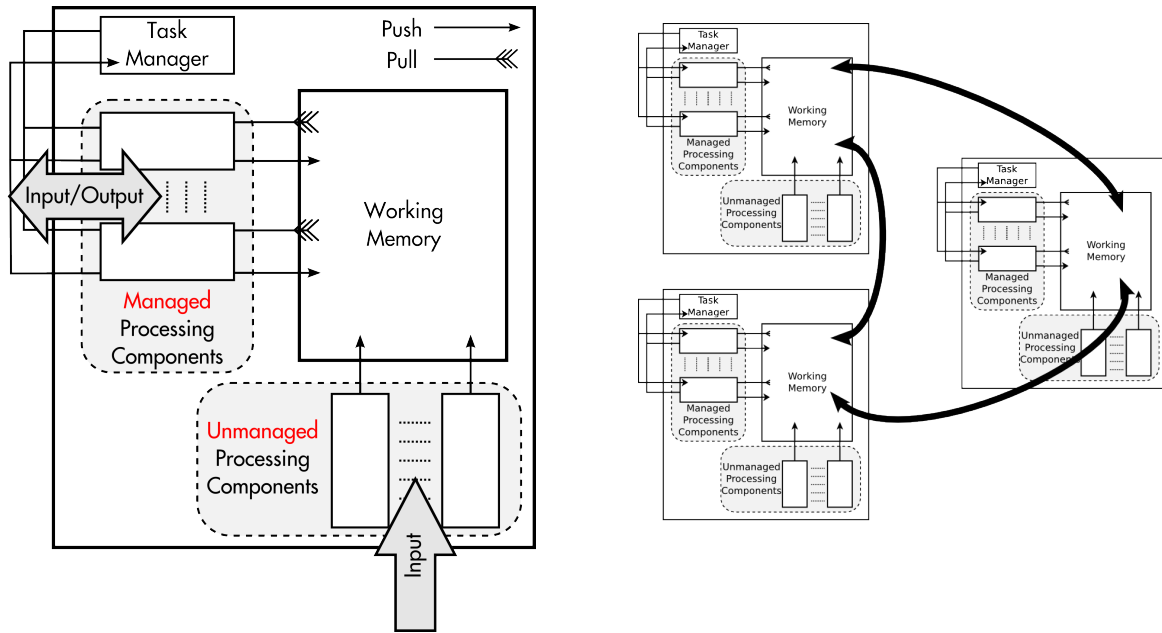 Task
Manager
Push
Pull
Input/Output
Working
Memory
Managed
Processing
Components
Unmanaged
Processing
Components
Input
Task
Manager
Working
Memory
Managed
Processing
Components
Unmanaged
Processing
Components
Task
Manager
Working
Memory
Managed
Processing
Components
Unmanaged
Processing
Components
Task
Manager
Working
Memory
Managed
Processing
Components
Unmanaged
Processing
Components